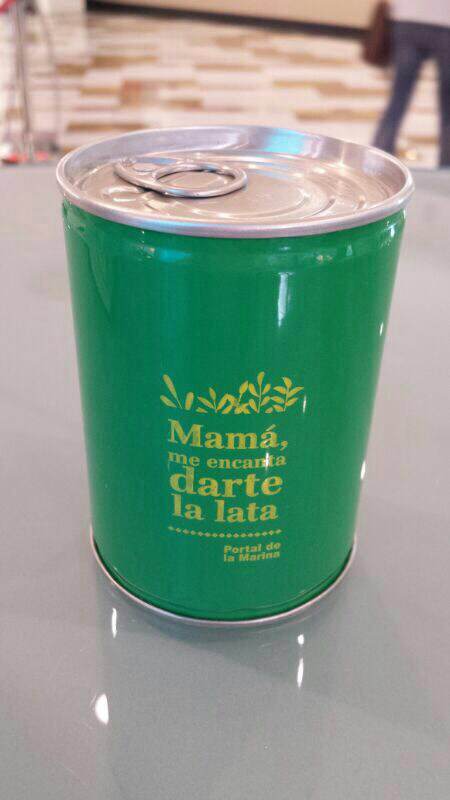 Mamá,
me encanta
darte
la lata
Portal de
la Marina